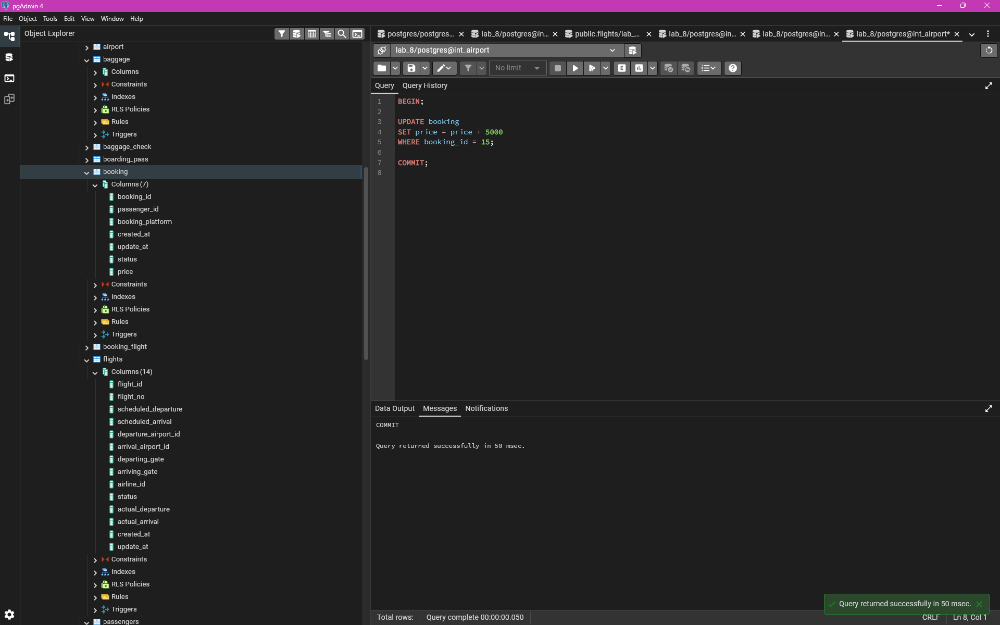 pgAdmin 4
File Object Tools Edit View Window Help
Object Explorer
airport
baggage
Columns
Constraints
Indexes
RLS Policies
Rules
Triggers
baggage_check
boarding_pass
booking
Columns (7)
booking_id
passenger_id
booking_platform
created_at
update_at
status
price
Constraints
Indexes
RLS Policies
Rules
Triggers
booking_flight
flights
Columns (14)
flight_id
flight_no
scheduled_departure
scheduled_arrival
departure_airport_id
arrival_airport_id
departing_gate
arriving_gate
airline_id
status
actual_departure
actual_arrival
created_at
update_at
Constraints
Indexes
RLS Policies
Rules
Triggers
passengers
postgres/postgres... lab_8/postgres@in... public.flights/lab_... lab_8/postgres@in... lab_8/postgres@in... lab_8/postgres@int_airport*
lab_8/postgres@int_airport
No limit
E
Query Query History
1 BEGIN;
2
3 UPDATE booking
4 SET price = price + 5000
5 WHERE booking_id = 15;
6
7 COMMIT;
8
Data Output Messages Notifications
COMMIT
Query returned successfully in 50 msec.
Query returned successfully in 50 msec.
Total rows: Query complete 00:00:00.050 CRLF Ln 8, Col 1